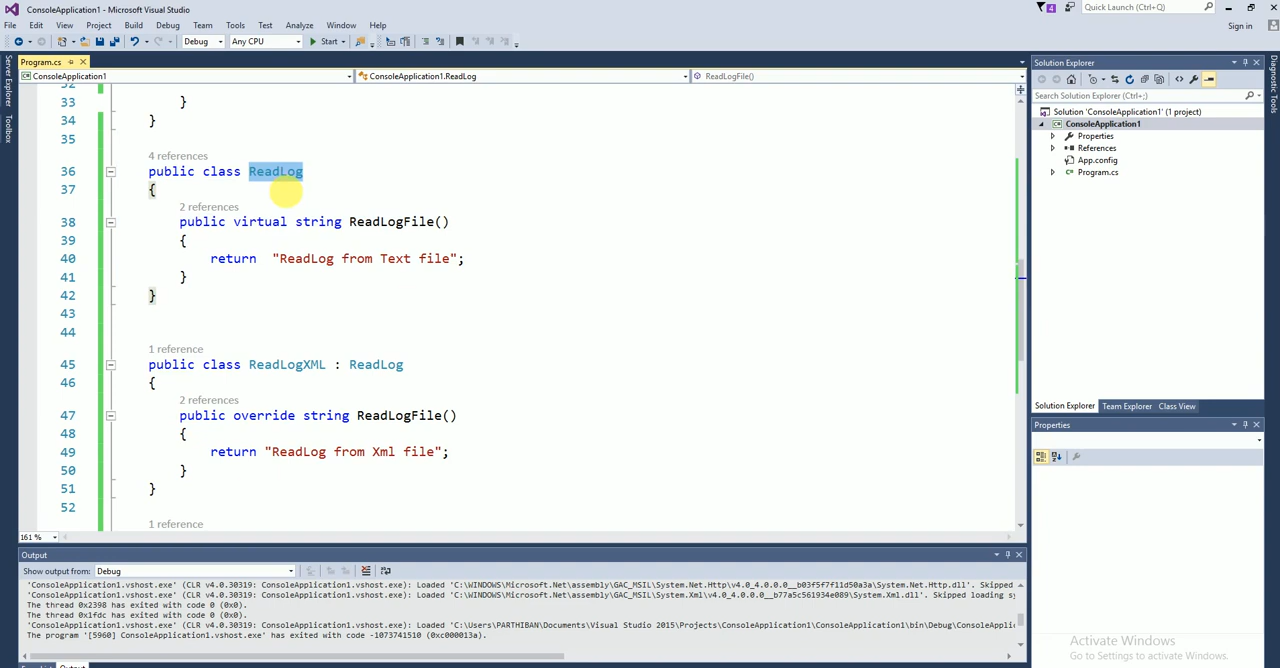 ConsoleApplication1 - Microsoft Visual Studio
4
Quick Launch (Ctrl+Q)
File Edit View Project Build Debug Team Tools Test Analyze Window Help
Sign in
Debug Any CPU Start
Server Explorer
Toolbox
Program.cs
ConsoleApplication1 ConsoleApplication1.ReadLog ReadLogFile()
32
33 }
34 }
35
4 references
36 public class ReadLog
37 {
2 references
38 public virtual string ReadLogFile()
39 {
40 return "ReadLog from Text file";
41 }
42 }
43
44
1 reference
45 public class ReadLogXML : ReadLog
46 {
2 references
47 public override string ReadLogFile()
48 {
49 return "ReadLog from Xml file";
50 }
51 }
52
1 reference
161 %
Solution Explorer
Search Solution Explorer (Ctrl+;)
Solution 'ConsoleApplication1' (1 project)
ConsoleApplication1
Properties
References
App.config
Program.cs
Solution Explorer Team Explorer Class View
Properties
Diagnostic Tools
Output
Show output from: Debug
'ConsoleApplication1.vshost.exe' (CLR v4.0.30319: ConsoleApplication1.vshost.exe): Loaded 'C:\WINDOWS\Microsoft.Net\assembly\GAC_MSIL\System.Net.Http\v4.0_4.0.0.0__b03f5f7f11d50a3a\System.Net.Http.dll'. Skipped
'ConsoleApplication1.vshost.exe' (CLR v4.0.30319: ConsoleApplication1.vshost.exe): Loaded 'C:\WINDOWS\Microsoft.Net\assembly\GAC_MSIL\System.Xml\v4.0_4.0.0.0__b77a5c561934e089\System.Xml.dll'. Skipped loading sy
The thread 0x2398 has exited with code 0 (0x0).
The thread 0x1fdc has exited with code 0 (0x0).
'ConsoleApplication1.vshost.exe' (CLR v4.0.30319: ConsoleApplication1.vshost.exe): Loaded 'C:\Users\PARTHIBAN\Documents\Visual Studio 2015\Projects\ConsoleApplication1\ConsoleApplication1\bin\Debug\ConsoleApplic
The program '[5960] ConsoleApplication1.vshost.exe' has exited with code -1073741510 (0xc000013a).
Activate Windows
Go to Settings to activate Windows.
Output